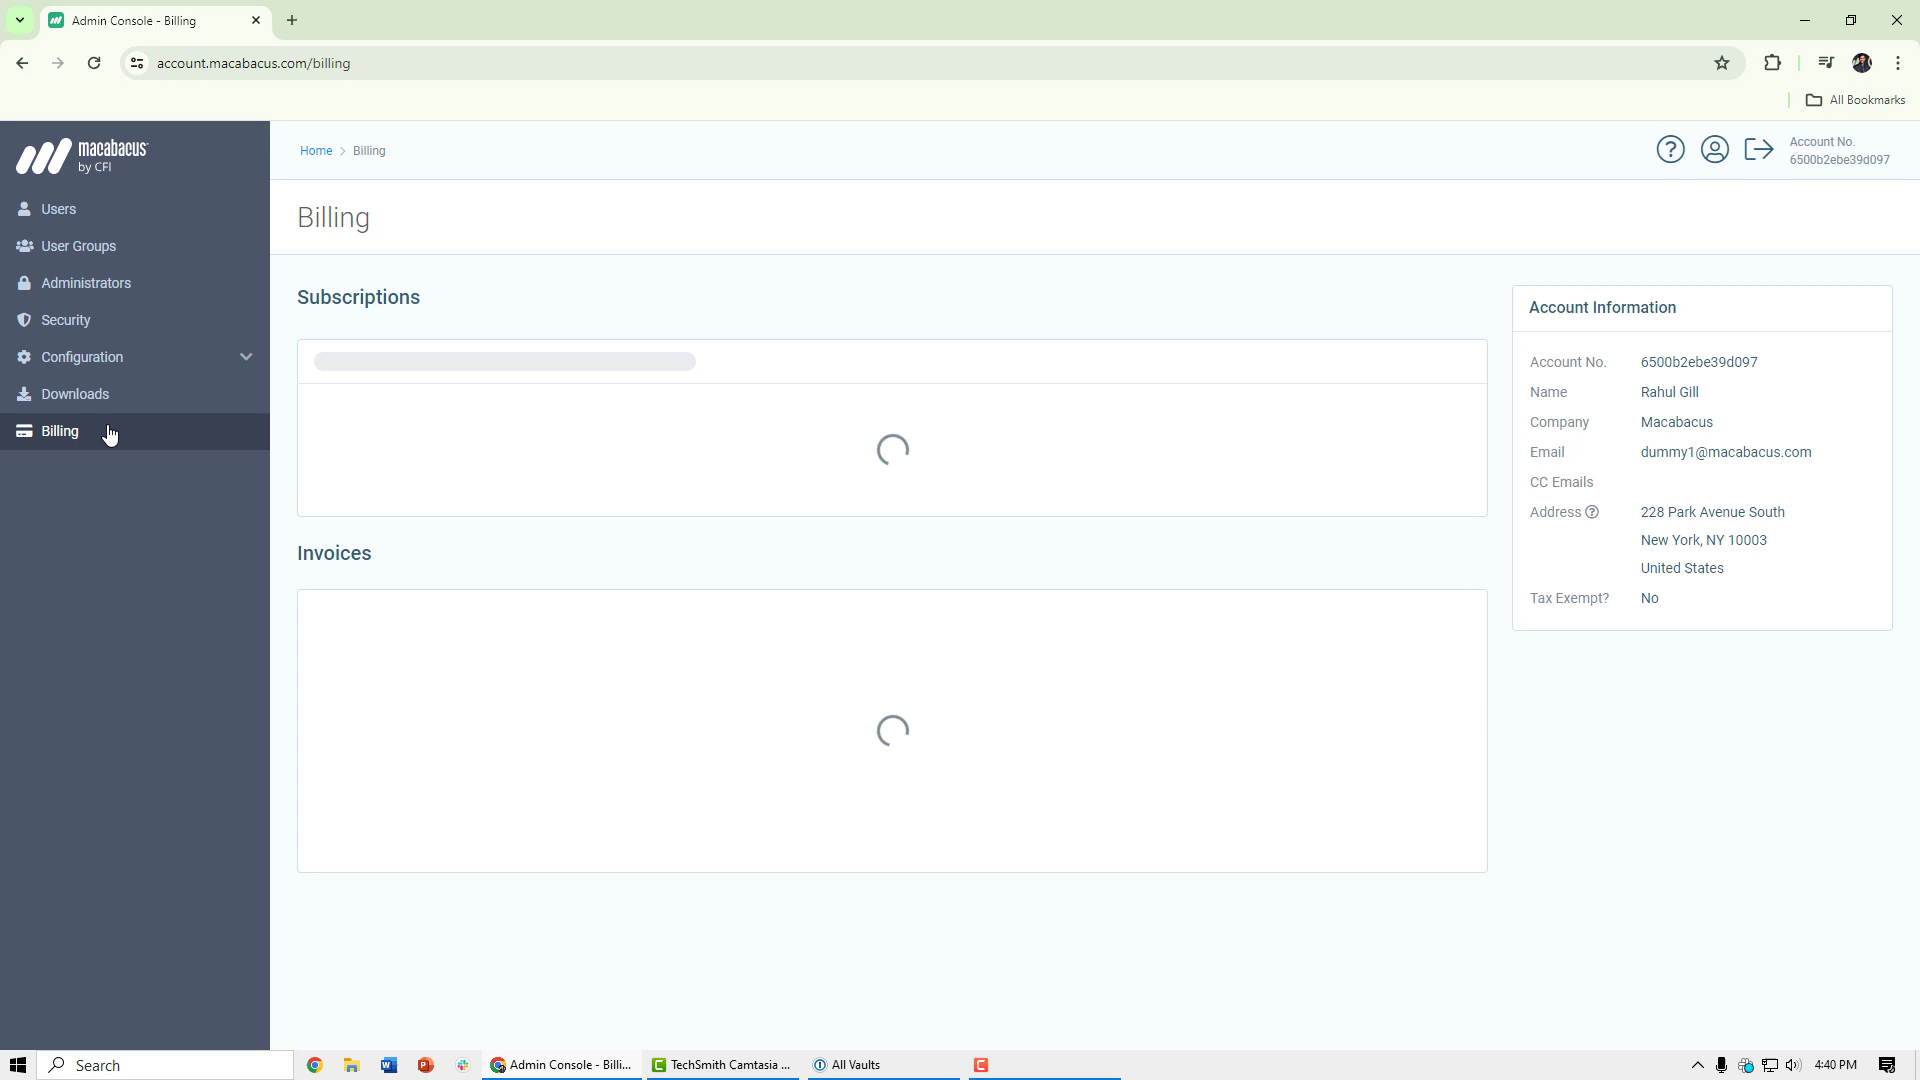 Admin Console - Billing
account.macabacus.com/billing
All Bookmarks
macabacus
by CFI
Home > Billing
Account No.
6500b2ebe39d097
Users
User Groups
Administrators
Security
Configuration
Downloads
Billing
Billing
Subscriptions
Invoices
Account Information
Account No. 6500b2ebe39d097
Name Rahul Gill
Company Macabacus
Email dummy1@macabacus.com
CC Emails
Address 228 Park Avenue South
New York, NY 10003
United States
Tax Exempt? No
Search
Admin Console - Billi...
TechSmith Camtasia ...
All Vaults
4:40 PM